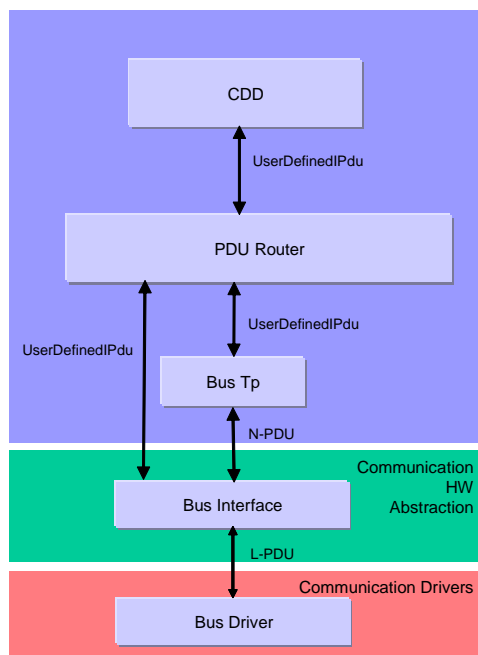 CDD
UserDefinedIPdu
PDU Router
UserDefinedIPdu
UserDefinedIPdu
Bus Tp
N-PDU
Communication
HW
Abstraction
Bus Interface
L-PDU
Communication Drivers
Bus Driver